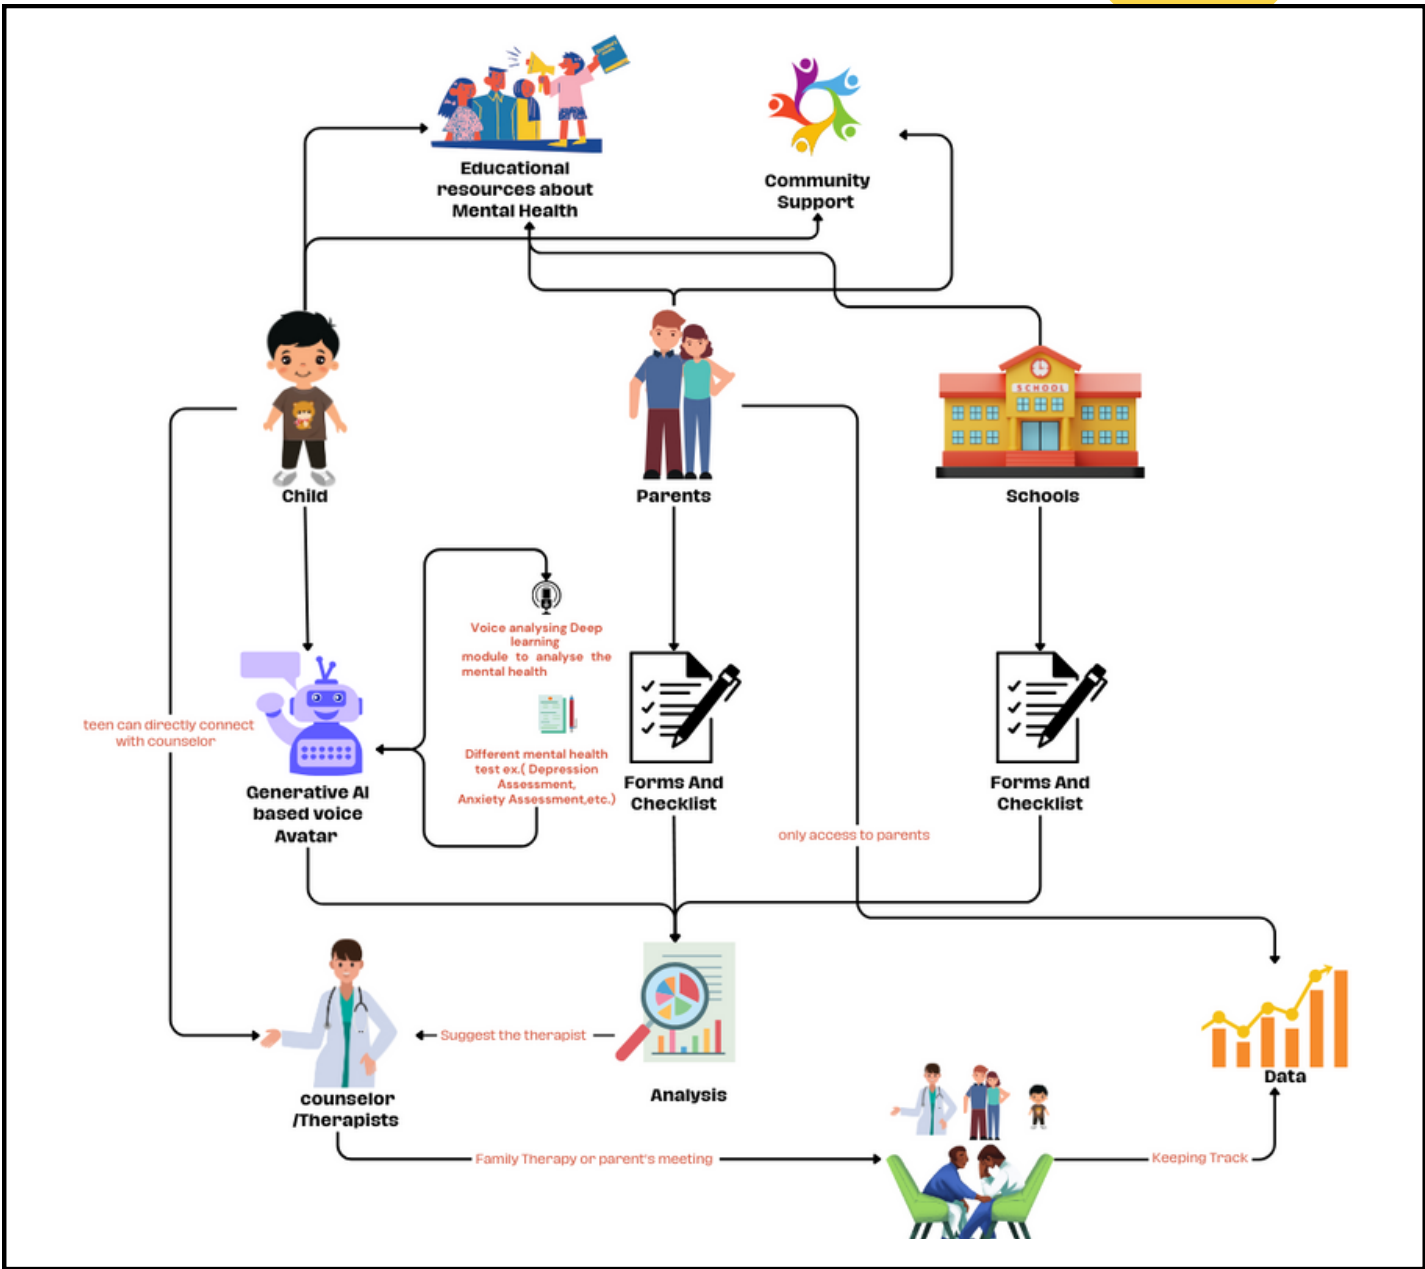 Educational
resources about
Mental Health
Community
Support
SCHOOL
Child
Parents
Schools
Voice analysing Deep
learning
module to analyse the
mental health
teen can directly connect
with counselor
Different mental health
test ex.( Depression
Assessment,
Anxiety Assessment,etc.)
Generative AI
based voice
Avatar
Forms And
Checklist
Forms And
Checklist
only access to parents
Suggest the therapist
counselor
/Therapists
Analysis
Data
Family Therapy or parent's meeting
Keeping Track